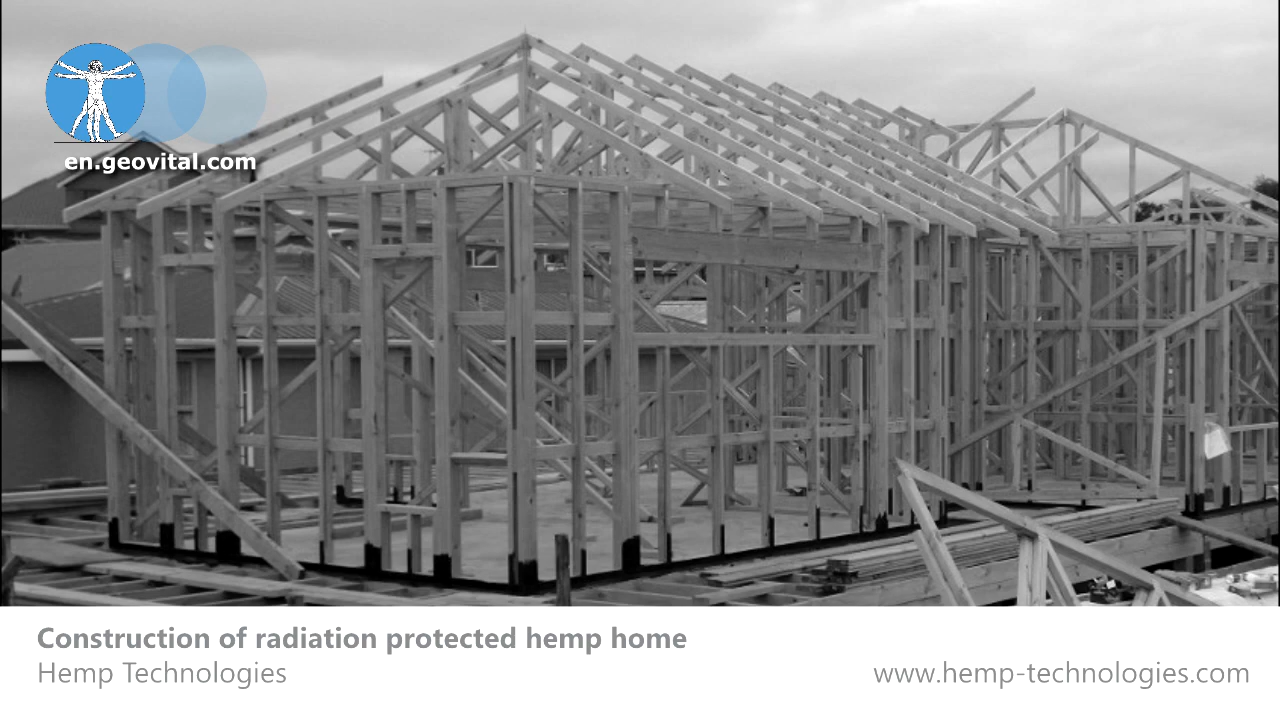 en.geovital.com
Construction of radiation protected hemp home
Hemp Technologies
www.hemp-technologies.com